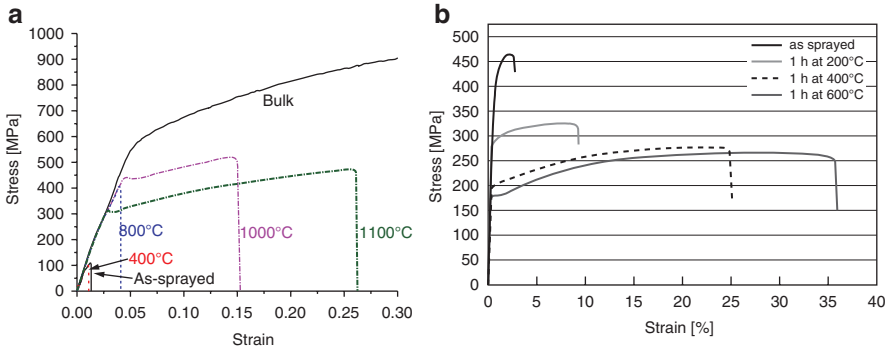 a
1000
900
800
700
600
500
400
300
200
100
0
Stress [MPa]
Bulk
800°C
1000°C
1100°C
400°C
As-sprayed
0.00 0.05 0.10 0.15 0.20 0.25 0.30
Strain
b
500
450
400
350
300
250
200
150
100
50
0
Stress [MPa]
as sprayed
1 h at 200°C
1 h at 400°C
1 h at 600°C
0 5 10 15 20 25 30 35 40
Strain [%]